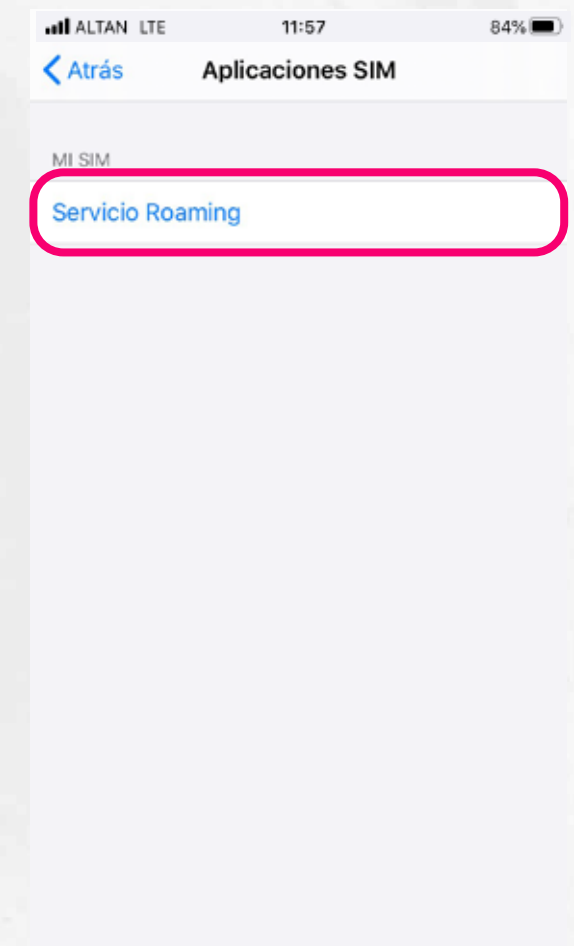 ALTAN LTE 11:57 84%
Atrás Aplicaciones SIM
MI SIM
Servicio Roaming